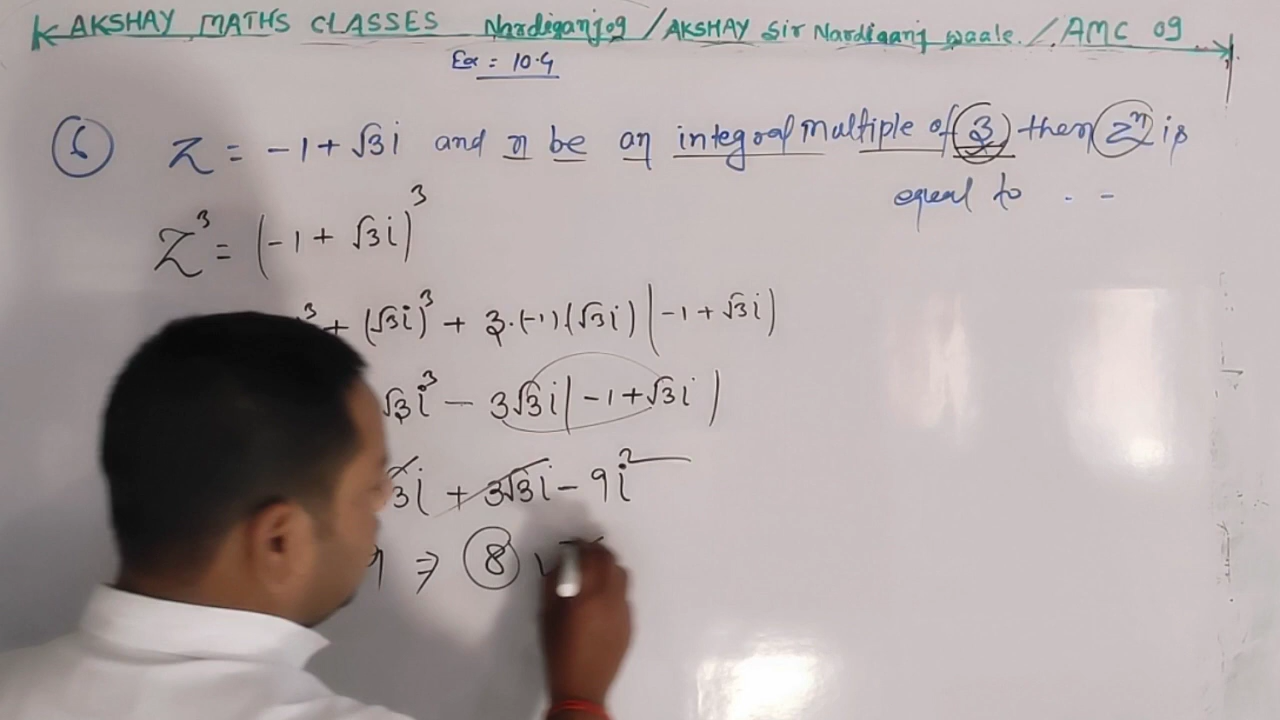 AKSHAY MATHS CLASSES Nardiganj09 / AKSHAY Sir Nardiganj waale. / AMC 09
Ex = 10.4
6 Z = -1 + √3i and n be an integral multiple of 3 then Zⁿ is
equal to . . -
Z³ = (-1 + √3i)³
³ + (√3i)³ + 3·(-1)(√3i)(-1 + √3i)
√3i³ - 3√3i(-1 + √3i)
3i + 3√3i - 9i²
9 ⇒ 8